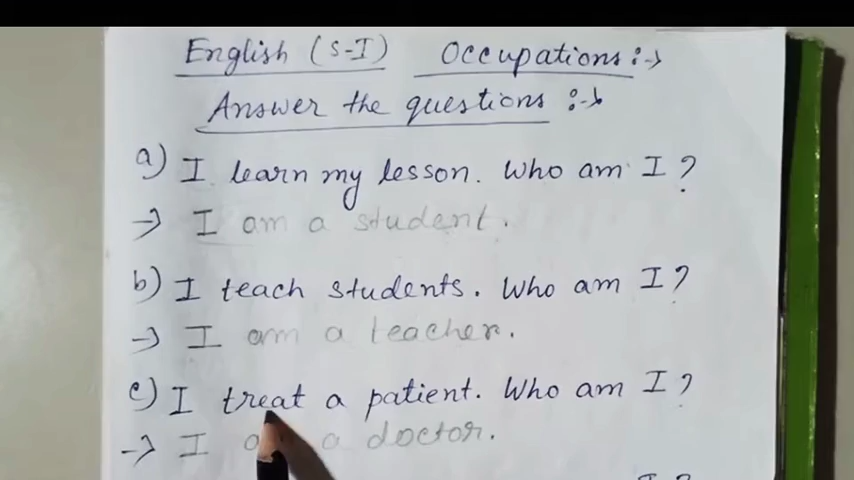 English (S-I) Occupations :->
Answer the questions :->
a) I learn my lesson. Who am I?
-> I am a student.
b) I teach students. Who am I?
-> I am a teacher.
c) I treat a patient. Who am I?
-> I a a doctor.
I ?